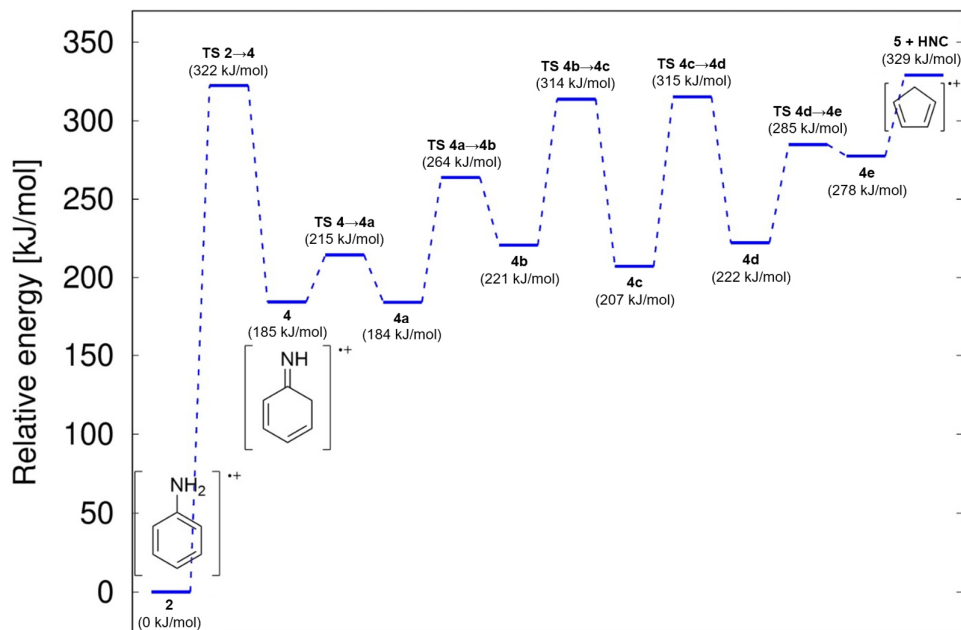 Relative energy [kJ/mol]
350
300
250
200
150
100
50
0
2
(0 kJ/mol)
NH2
•+
TS 2→4
(322 kJ/mol)
4
(185 kJ/mol)
NH
•+
TS 4→4a
(215 kJ/mol)
4a
(184 kJ/mol)
TS 4a→4b
(264 kJ/mol)
4b
(221 kJ/mol)
TS 4b→4c
(314 kJ/mol)
4c
(207 kJ/mol)
TS 4c→4d
(315 kJ/mol)
4d
(222 kJ/mol)
TS 4d→4e
(285 kJ/mol)
4e
(278 kJ/mol)
5 + HNC
(329 kJ/mol)
•+